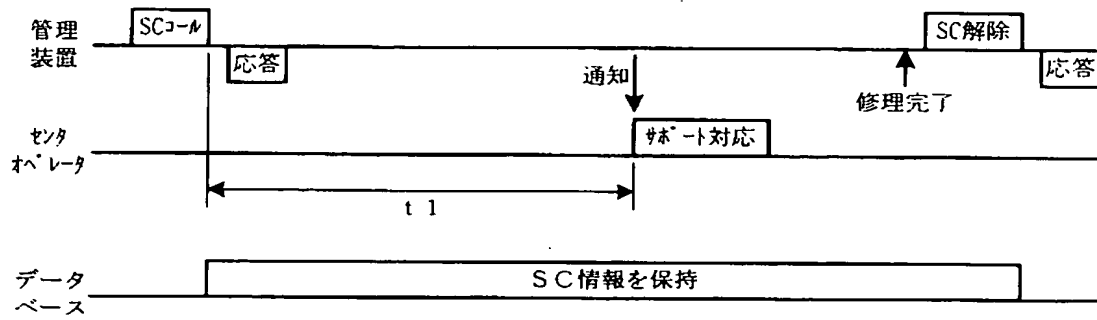 管理
装置
SCコール
応答
通知
SC解除
修理完了
応答
センタ
オペレータ
サポート対応
t 1
データ
ベース
SC情報を保持